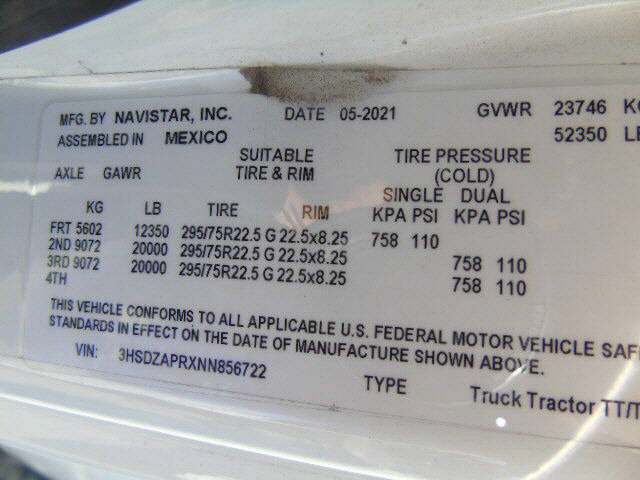 MFG. BY NAVISTAR, INC. DATE 05-2021 GVWR 23746
ASSEMBLED IN MEXICO 52350
SUITABLE TIRE PRESSURE
AXLE GAWR TIRE & RIM (COLD)
SINGLE DUAL
KG LB TIRE RIM KPA PSI KPA PSI
FRT 5602 12350 295/75R22.5 G 22.5x8.25 758 110
2ND 9072 20000 295/75R22.5 G 22.5x8.25 758 110
3RD 9072 20000 295/75R22.5 G 22.5x8.25 758 110
4TH
THIS VEHICLE CONFORMS TO ALL APPLICABLE U.S. FEDERAL MOTOR VEHICLE SAF
STANDARDS IN EFFECT ON THE DATE OF MANUFACTURE SHOWN ABOVE.
VIN: 3HSDZAPRXNN856722 TYPE Truck Tractor TT/T